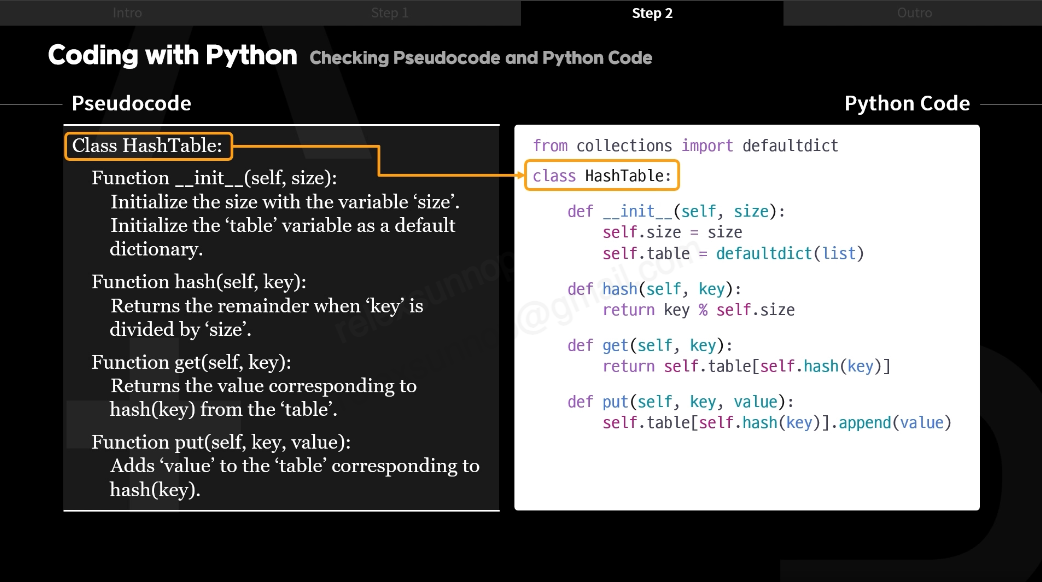 Intro
Step 1
Step 2
Outro
Coding with Python Checking Pseudocode and Python Code
Pseudocode
Class HashTable:
Function __init__(self, size):
Initialize the size with the variable ‘size’.
Initialize the ‘table’ variable as a default
dictionary.
Function hash(self, key):
Returns the remainder when ‘key’ is
divided by ‘size’.
Function get(self, key):
Returns the value corresponding to
hash(key) from the ‘table’.
Function put(self, key, value):
Adds ‘value’ to the ‘table’ corresponding to
hash(key).
Python Code
from collections import defaultdict
class HashTable:
def __init__(self, size):
self.size = size
self.table = defaultdict(list)
def hash(self, key):
return key % self.size
def get(self, key):
return self.table[self.hash(key)]
def put(self, key, value):
self.table[self.hash(key)].append(value)
@gmail.com